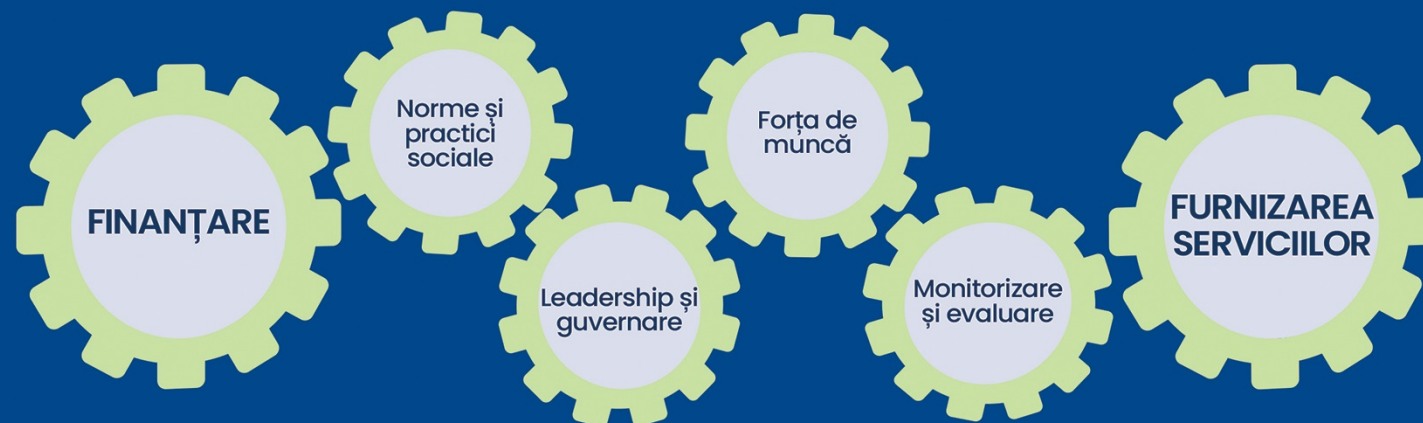 FINANȚARE
Norme și
practici
sociale
Leadership și
guvernare
Forța de
muncă
Monitorizare
și evaluare
FURNIZAREA
SERVICIILOR